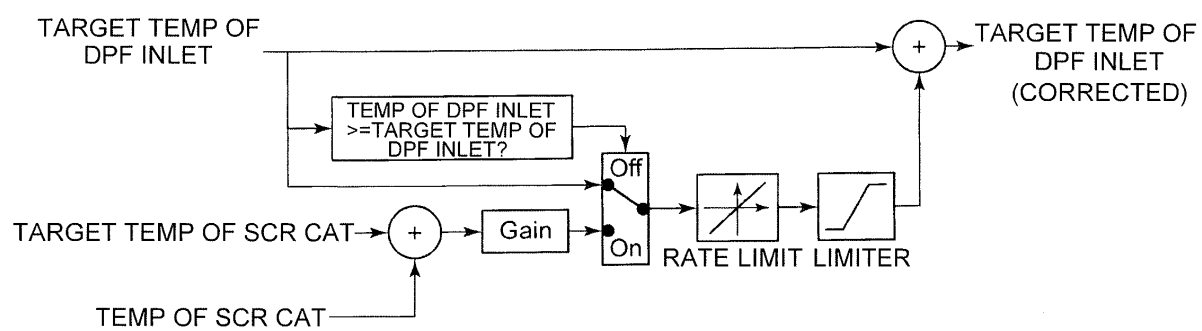 TARGET TEMP OF
DPF INLET
+
TARGET TEMP OF
DPF INLET
(CORRECTED)
TEMP OF DPF INLET
>=TARGET TEMP OF
DPF INLET?
Off
TARGET TEMP OF SCR CAT
+
Gain
On
RATE LIMIT
LIMITER
TEMP OF SCR CAT